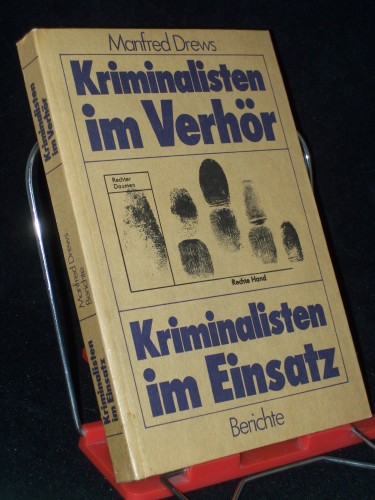 Manfred Drews
Kriminalisten
im Verhör
Rechter
Daumen
Rechte Hand
Kriminalisten
im Einsatz
Berichte
Kriminalisten
im Verhör
Manfred Drews
Berichte
Kriminalisten
im Einsatz